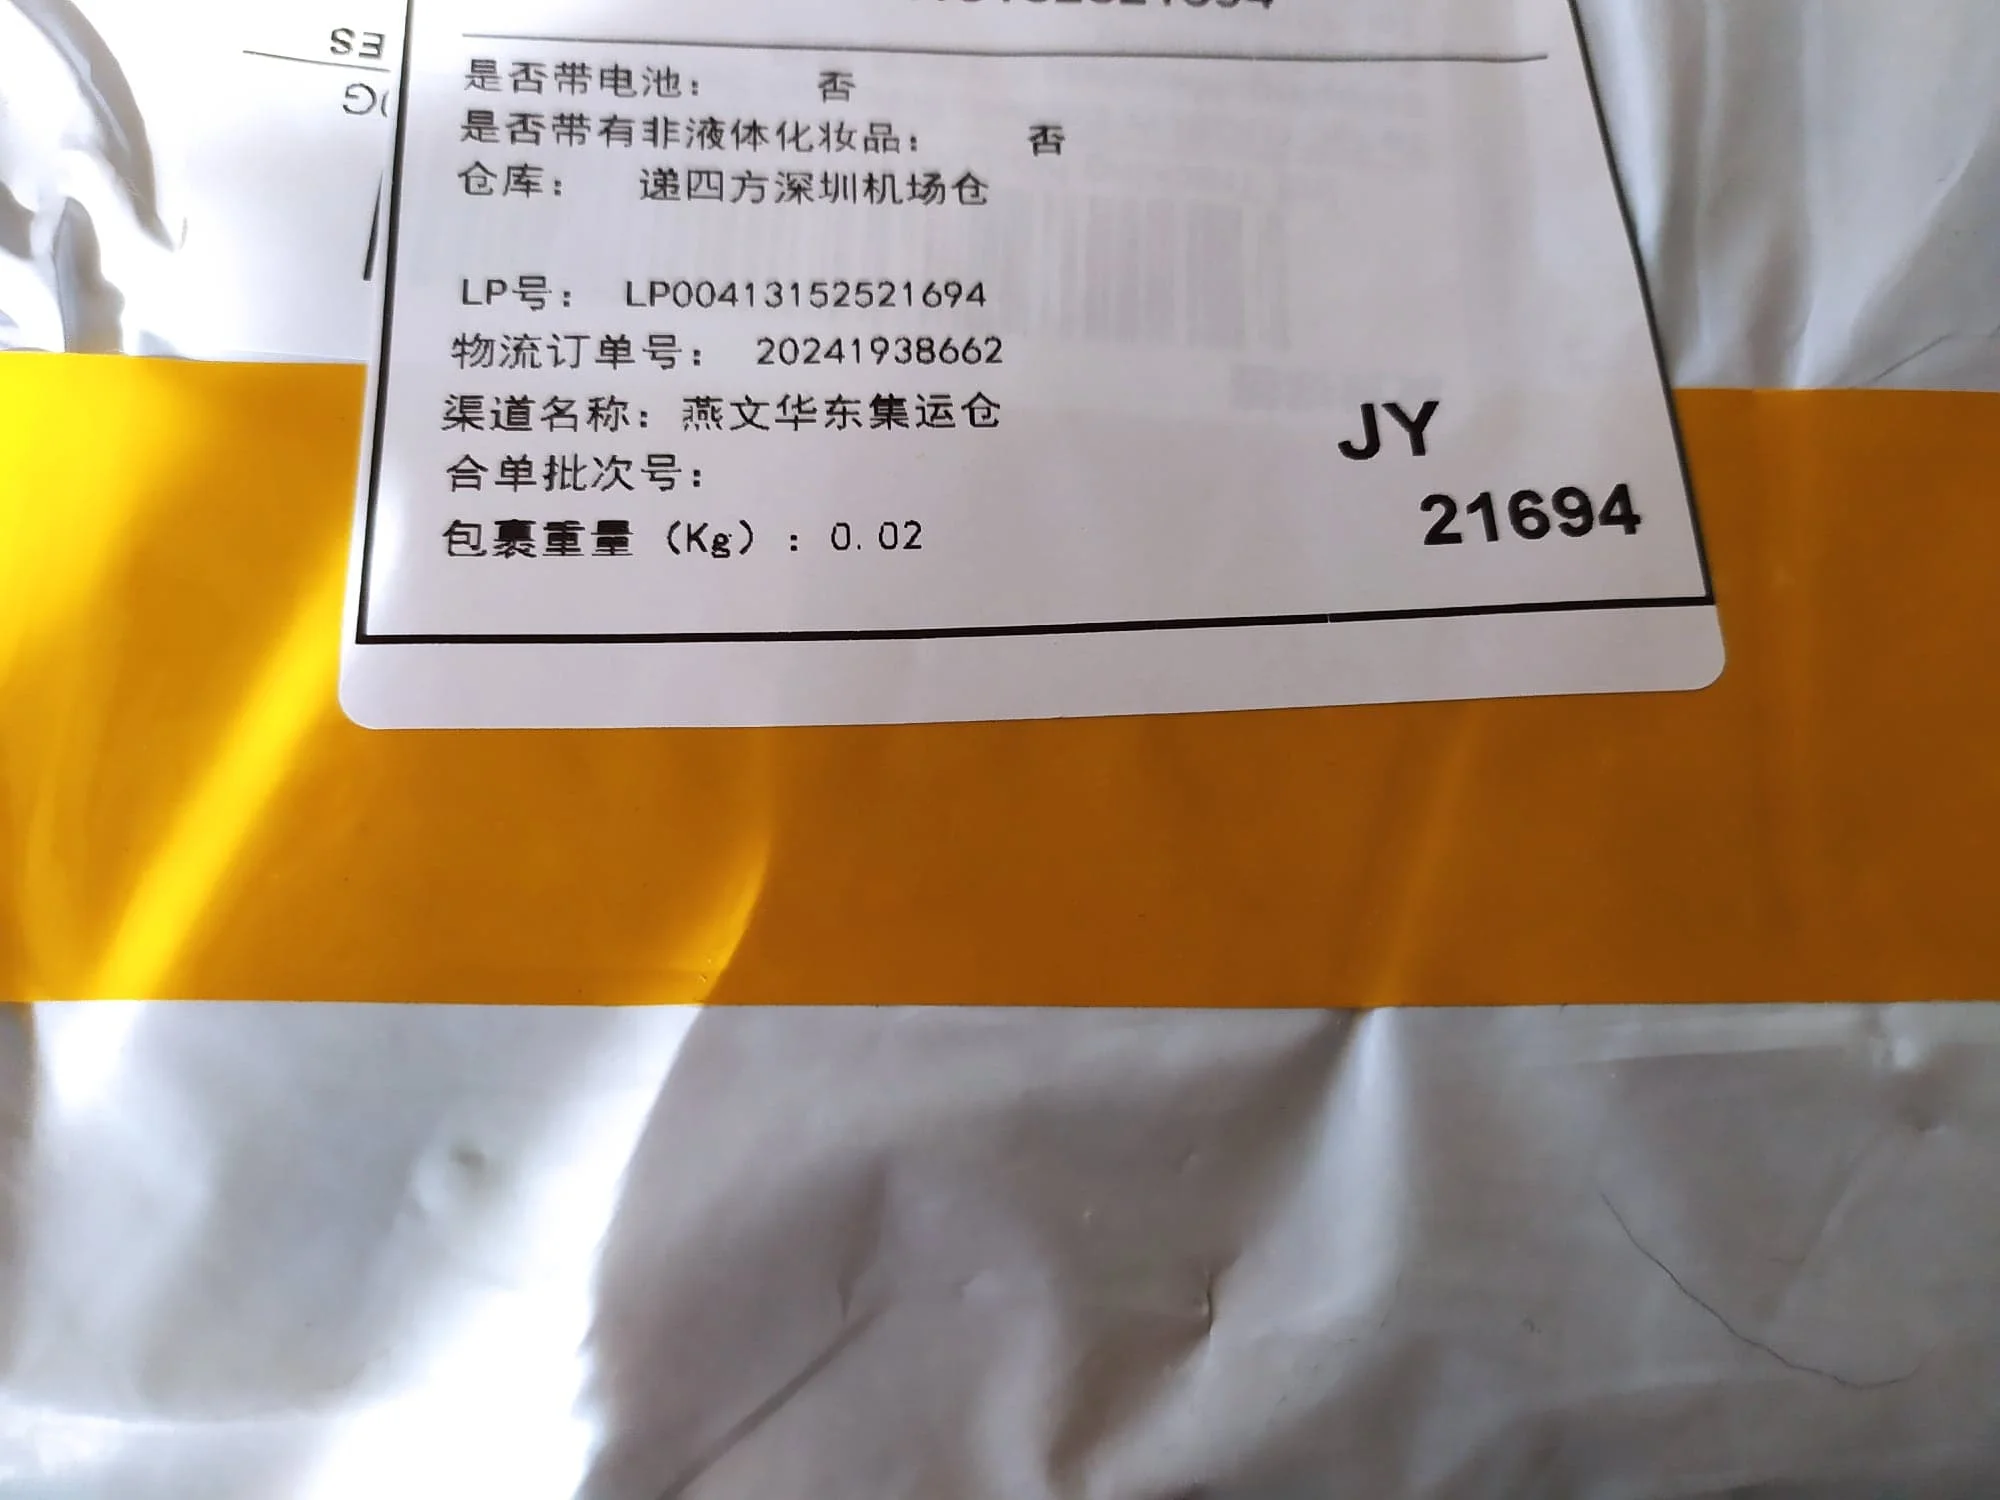 ES
是否带电池： 否
是否带有非液体化妆品： 否
仓库： 递四方深圳机场仓
LP号： LP00413152521694
物流订单号： 20241938662
渠道名称：燕文华东集运仓
合单批次号：
包裹重量（Kg）：0.02
JY
21694